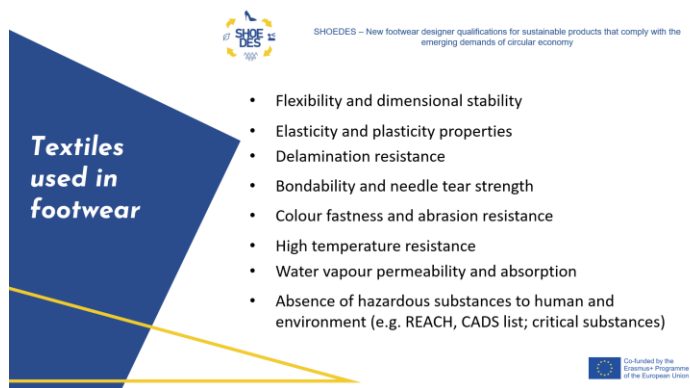 SHOE
DES
SHOEDES – New footwear designer qualifications for sustainable products that comply with the
emerging demands of circular economy
Textiles
used in
footwear
• Flexibility and dimensional stability
• Elasticity and plasticity properties
• Delamination resistance
• Bondability and needle tear strength
• Colour fastness and abrasion resistance
• High temperature resistance
• Water vapour permeability and absorption
• Absence of hazardous substances to human and
environment (e.g. REACH, CADS list; critical substances)
Co-funded by the
Erasmus+ Programme
of the European Union